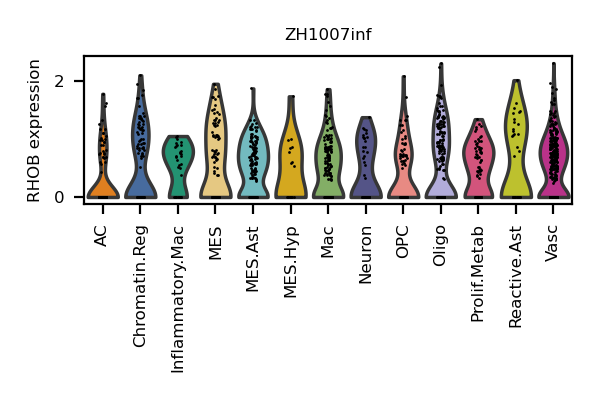 ZH1007inf
RHOB expression
2
0
AC
Chromatin.Reg
Inflammatory.Mac
MES
MES.Ast
MES.Hyp
Mac
Neuron
OPC
Oligo
Prolif.Metab
Reactive.Ast
Vasc